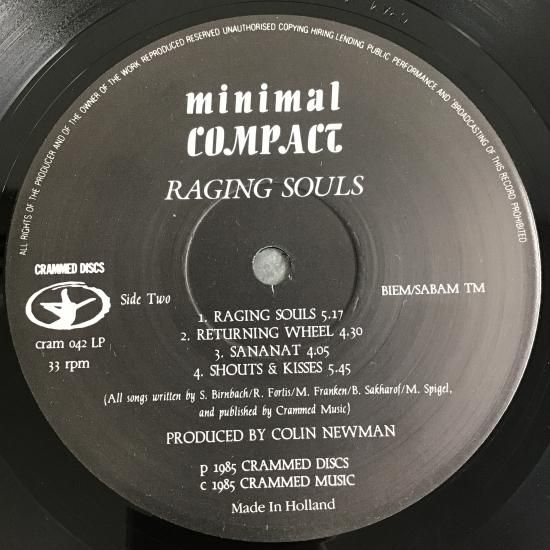 ALL RIGHTS OF THE PRODUCER AND OF THE OWNER OF THE WORK REPRODUCED RESERVED UNAUTHORISED COPYING HIRING LENDING PUBLIC PERFORMANCE AND "BROADCASTING OF THIS RECORD PROHIBITED
minimal
COMPACT
RAGING SOULS
CRAMMED DISCS
Side Two
BIEM/SABAM TM
cram 042 LP
33 rpm
1. RAGING SOULS 5.17
2. RETURNING WHEEL 4.30
3. SANANAT 4.05
4. SHOUTS & KISSES 5.45
(All songs written by S. Birnbach/R. Fortis/M. Franken/B. Sakharof/M. Spigel,
and published by Crammed Music)
PRODUCED BY COLIN NEWMAN
p 1985 CRAMMED DISCS
c 1985 CRAMMED MUSIC
Made In Holland